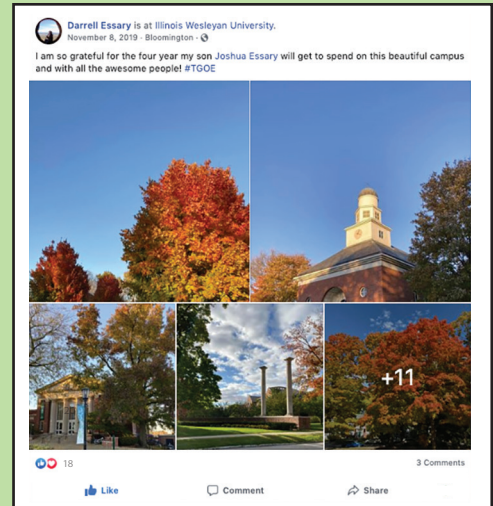 Darrell Essary is at Illinois Wesleyan University.
November 8, 2019 · Bloomington ·
I am so grateful for the four year my son Joshua Essary will get to spend on this beautiful campus
and with all the awesome people! #TGOE
+11
18
3 Comments
Like
Comment
Share